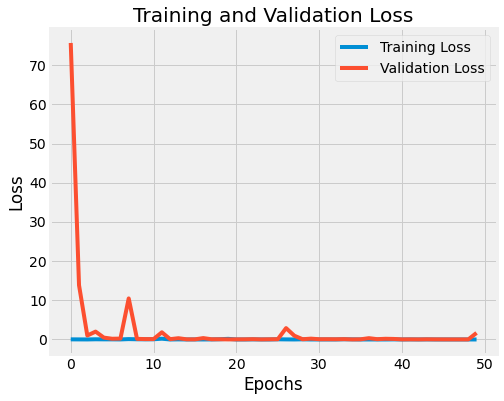 Training and Validation Loss
Training Loss
Validation Loss
70
60
50
40
30
20
10
0
Loss
0 10 20 30 40 50
Epochs